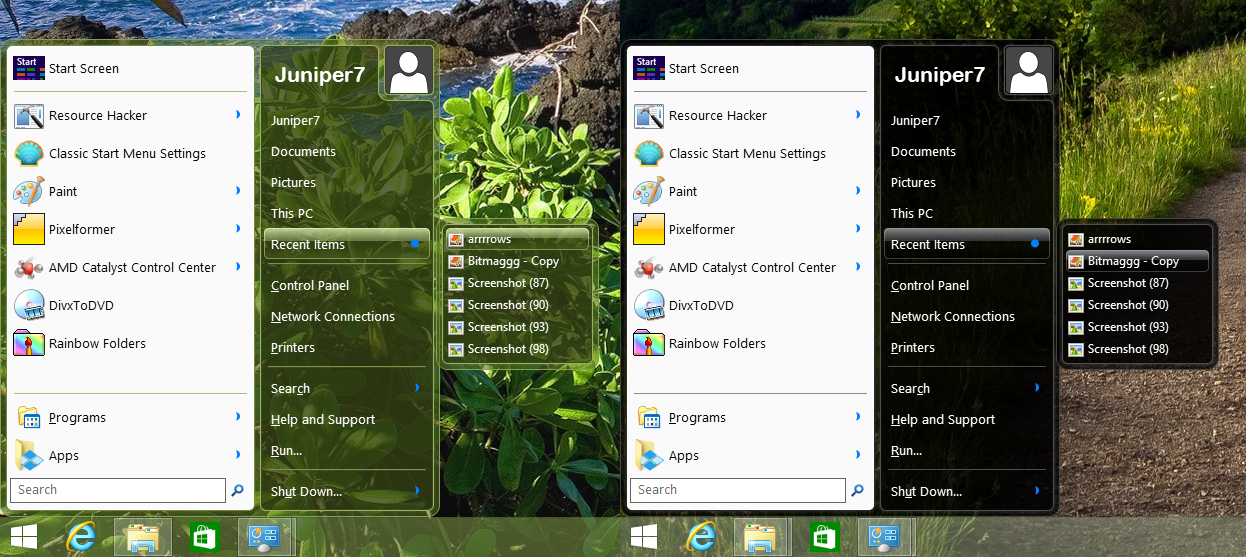 Start
Start Screen
Resource Hacker
Classic Start Menu Settings
Paint
Pixelformer
AMD Catalyst Control Center
DivxToDVD
Rainbow Folders
Programs
Apps
Search
Juniper7
Juniper7
Documents
Pictures
This PC
Recent Items
Control Panel
Network Connections
Printers
Search
Help and Support
Run...
Shut Down...
arrrrows
Bitmaggg - Copy
Screenshot (87)
Screenshot (90)
Screenshot (93)
Screenshot (98)
Start
Start Screen
Resource Hacker
Classic Start Menu Settings
Paint
Pixelformer
AMD Catalyst Control Center
DivxToDVD
Rainbow Folders
Programs
Apps
Search
Juniper7
Juniper7
Documents
Pictures
This PC
Recent Items
Control Panel
Network Connections
Printers
Search
Help and Support
Run...
Shut Down...
arrrrows
Bitmaggg - Copy
Screenshot (87)
Screenshot (90)
Screenshot (93)
Screenshot (98)